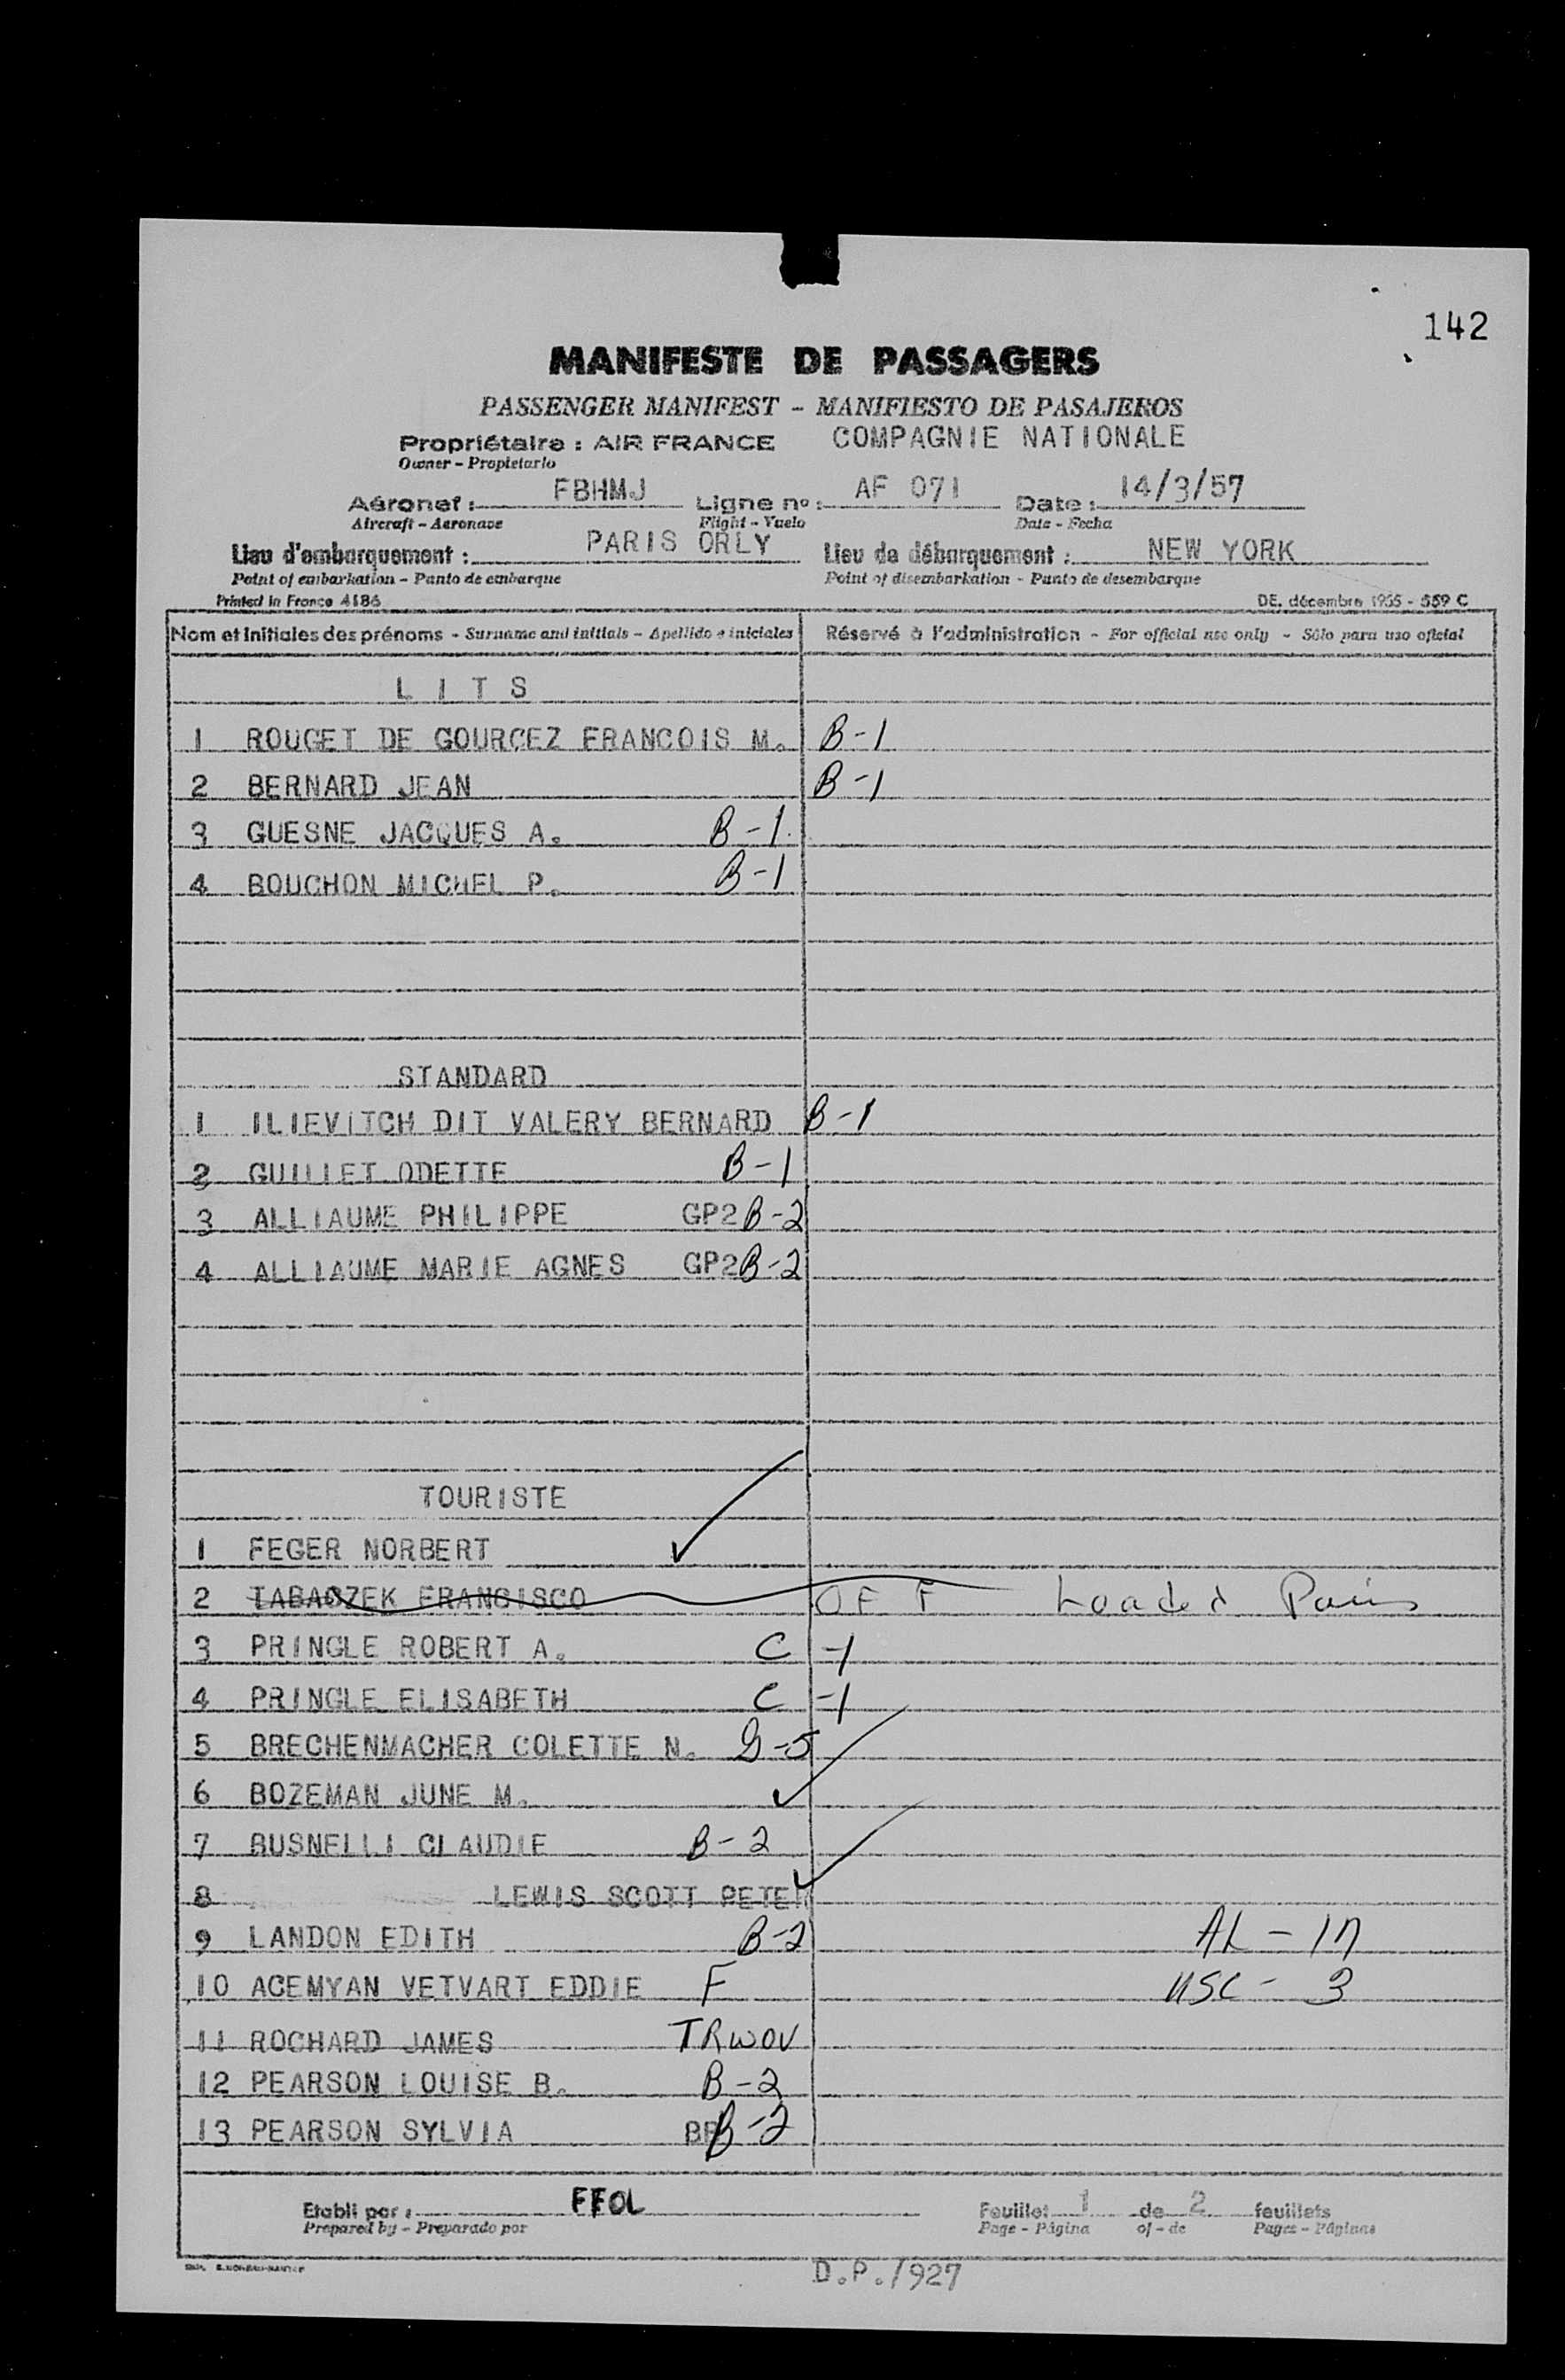 142
MANIFESTE DE PASSAGERS
PASSENGER MANIFEST - MANIFIESTO DE PASAJEROS
Propriétaire : AIR FRANCE COMPAGNIE NATIONALE
Owner - Propietario
Aéronef : FBHMJ Ligne no : AF 071 Date : 14/3/57
Aircraft - Aeronave Flight - Vuelo Date - Fecha
Lieu d'embarquement : PARIS ORLY Lieu de débarquement : NEW YORK
Point of embarkation - Punto de embarque Point of disembarkation - Punto de desembarque
Printed in France 4186 DE. décembre 1955 - 559 C
Nom et Initiales des prénoms - Surname and initials - Apellido e iniciales Réservé à l'administration - For official use only - Sólo para uso oficial
LITS
1 ROUGET DE GOURCEZ FRANCOIS M. B-1
2 BERNARD JEAN B-1
3 GUESNE JACQUES A. B-1
4 BOUCHON MICHEL P. B-1
STANDARD
1 ILIEVITCH DIT VALERY BERNARD B-1
2 GUILLET ODETTE B-1
3 ALLIAUME PHILIPPE GP2 B-2
4 ALLIAUME MARIE AGNES GP2 B-2
TOURISTE
1 FEGER NORBERT
2 TABACZEK FRANCISCO OFF Loaded Paris
3 PRINGLE ROBERT A. C-1
4 PRINGLE ELISABETH C-1
5 BRECHENMACHER COLETTE N. G-5
6 BOZEMAN JUNE M.
7 BUSNELLI CLAUDIE B-2
8 LEWIS SCOTT PETER
9 LANDON EDITH B-2 AL - 17
10 ACEMYAN VETVART EDDIE F USC - 3
11 ROCHARD JAMES TRWOV
12 PEARSON LOUISE B. B-2
13 PEARSON SYLVIA BB B-2
Etabli par : FFOL Feuillet 1 de 2 feuillets
Prepared by - Preparado por Page - Página of - de Pages - Páginas
D.P./927